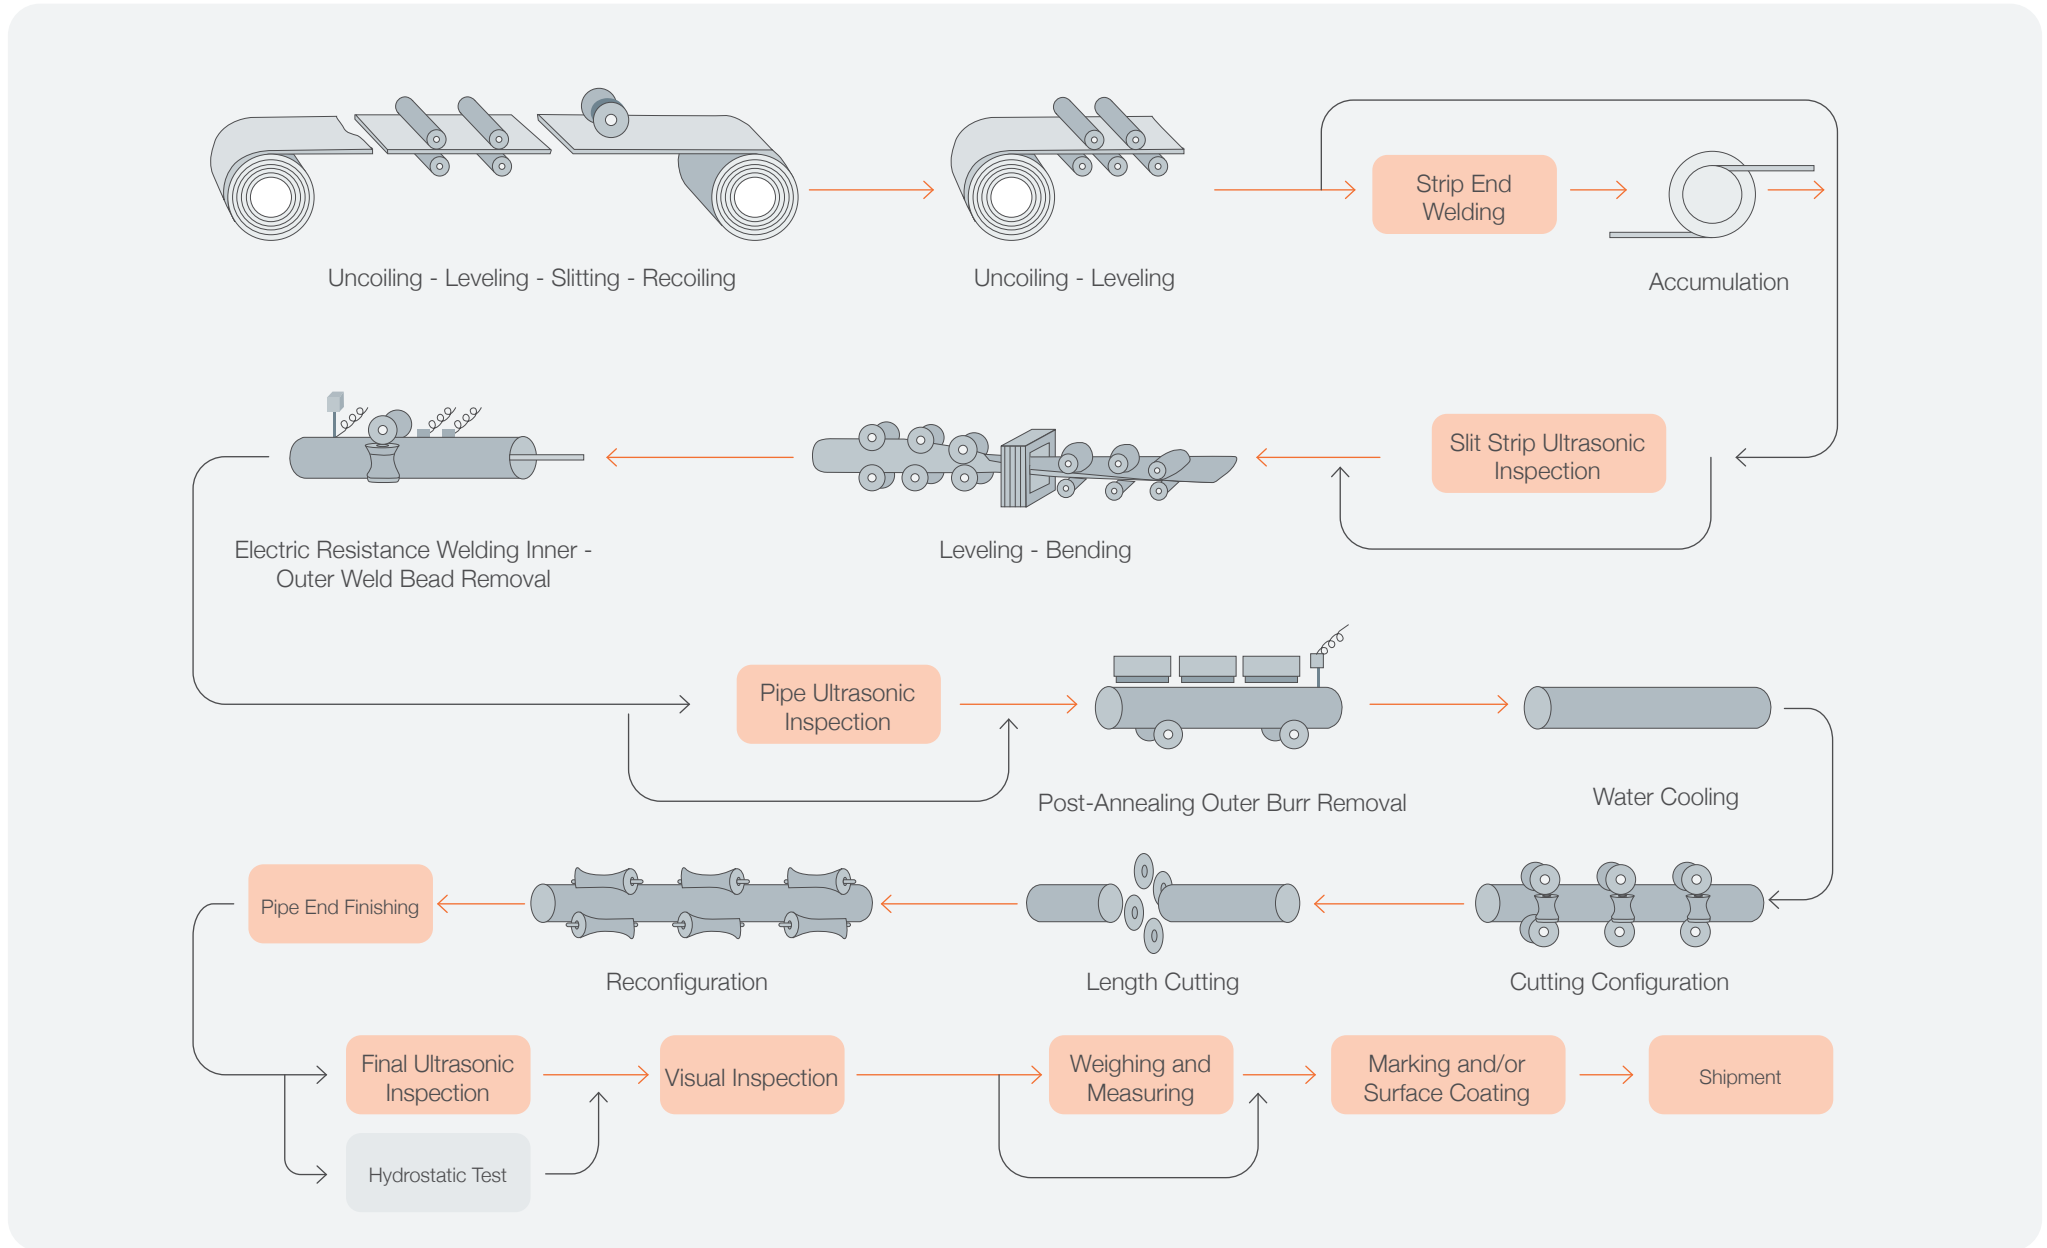 Strip End
Welding
Uncoiling - Leveling - Slitting - Recoiling
Uncoiling - Leveling
Accumulation
Slit Strip Ultrasonic
Inspection
Electric Resistance Welding Inner -
Outer Weld Bead Removal
Leveling - Bending
Pipe Ultrasonic
Inspection
Post-Annealing Outer Burr Removal
Water Cooling
Pipe End Finishing
Reconfiguration
Length Cutting
Cutting Configuration
Final Ultrasonic
Inspection
Visual Inspection
Weighing and
Measuring
Marking and/or
Surface Coating
Shipment
Hydrostatic Test